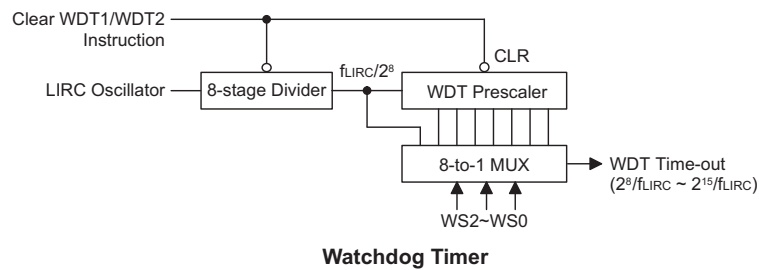 Clear WDT1/WDT2
Instruction
CLR
fLIRC/2⁸
LIRC Oscillator
8-stage Divider
WDT Prescaler
8-to-1 MUX
WDT Time-out
(2⁸/fLIRC ~ 2¹⁵/fLIRC)
WS2~WS0
Watchdog Timer